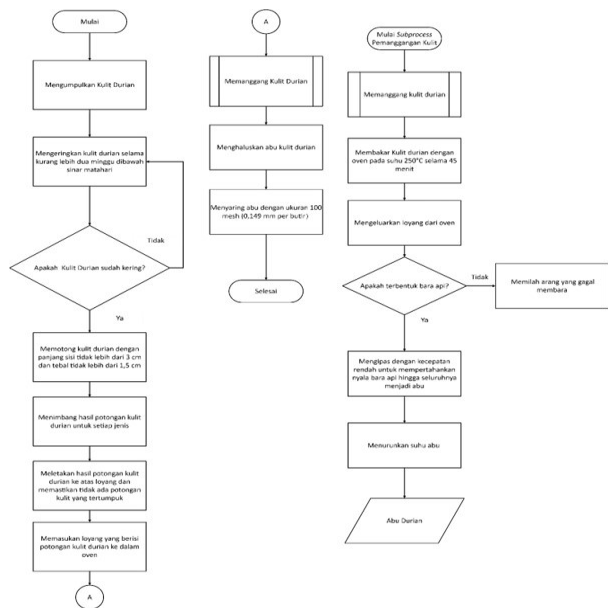 Mulai
Mengumpulkan Kulit Durian
Mengeringkan kulit durian selama
kurang lebih dua minggu dibawah
sinar matahari
Tidak
Apakah Kulit Durian sudah kering?
Ya
Memotong kulit durian dengan
panjang sisi tidak lebih dari 3 cm
dan tebal tidak lebih dari 1,5 cm
Menimbang hasil potongan kulit
durian untuk setiap jenis
Meletakan hasil potongan kulit
durian ke atas loyang dan
memastikan tidak ada potongan
kulit yang tertumpuk
Memasukan loyang yang berisi
potongan kulit durian ke dalam
oven
A
A
Memanggang Kulit Durian
Menghaluskan abu kulit durian
Menyaring abu dengan ukuran 100
mesh (0,149 mm per butir)
Selesai
Mulai Subprocess
Pemanggangan Kulit
Memanggang kulit durian
Membakar Kulit durian dengan
oven pada suhu 250°C selama 45
menit
Mengeluarkan loyang dari oven
Apakah terbentuk bara api?
Tidak
Memilah arang yang gagal
membara
Ya
Mengipas dengan kecepatan
rendah untuk mempertahankan
nyala bara api hingga seluruhnya
menjadi abu
Menurunkan suhu abu
Abu Durian